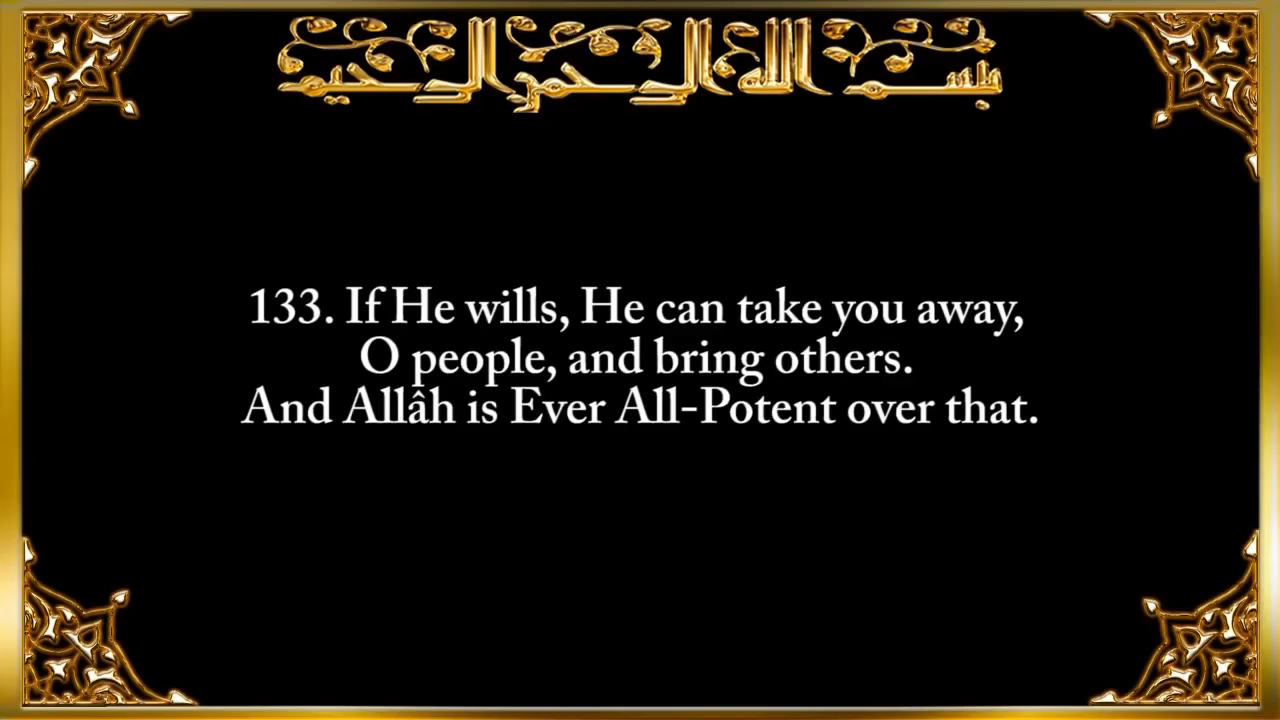 بسم الله الرحمن الرحيم
133. If He wills, He can take you away,
O people, and bring others.
And Allâh is Ever All-Potent over that.